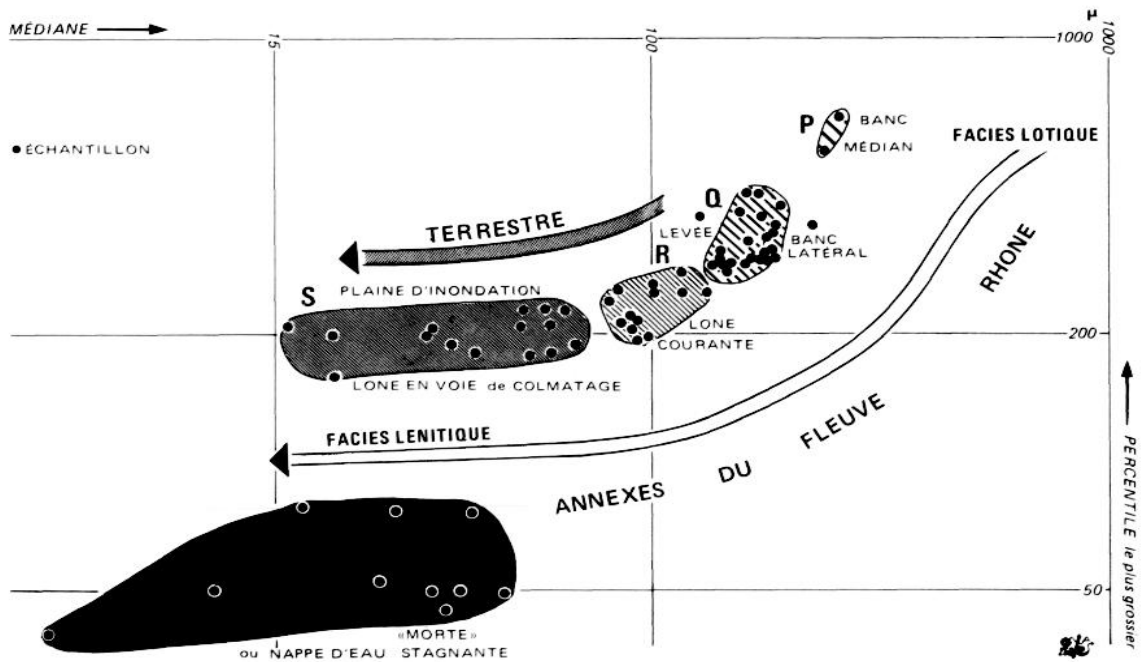 MÉDIANE
15
100
1000
µ
1000
P
BANC
MÉDIAN
FACIES LOTIQUE
ÉCHANTILLON
Q
LEVÉE
BANC
LATÉRAL
TERRESTRE
R
RHONE
S
PLAINE D'INONDATION
LONE
COURANTE
200
LONE EN VOIE de COLMATAGE
FACIES LENITIQUE
ANNEXES DU FLEUVE
PERCENTILE le plus grossier
50
«MORTE»
ou NAPPE D'EAU STAGNANTE